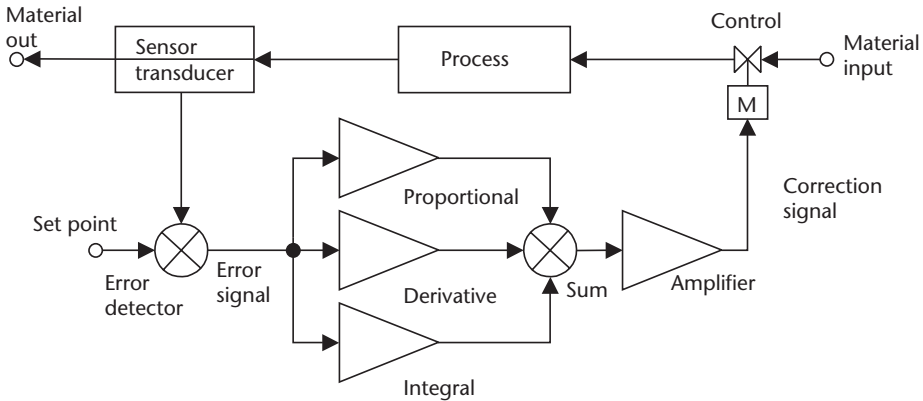 Material
out
Sensor
transducer
Process
Control
Material
input
M
Proportional
Correction
signal
Set point
Error
detector
Error
signal
Derivative
Sum
Amplifier
Integral